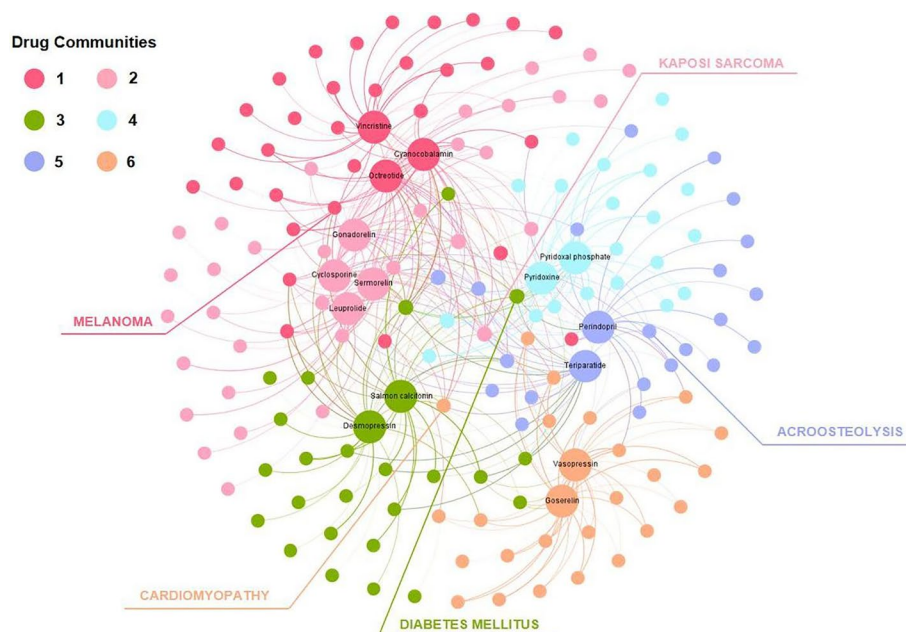 Drug Communities
1 2
3 4
5 6
KAPOSI SARCOMA
Vincristine
Cyanocobalamin
Octreotide
Gonadorelin
Cyclosporine
Sermorelin
Leuprolide
Pyridoxal phosphate
Pyridoxine
MELANOMA
Perindopril
Teriparatide
Salmon calcitonin
Desmopressin
ACROOSTEOLYSIS
Vasopressin
Goserelin
CARDIOMYOPATHY
DIABETES MELLITUS